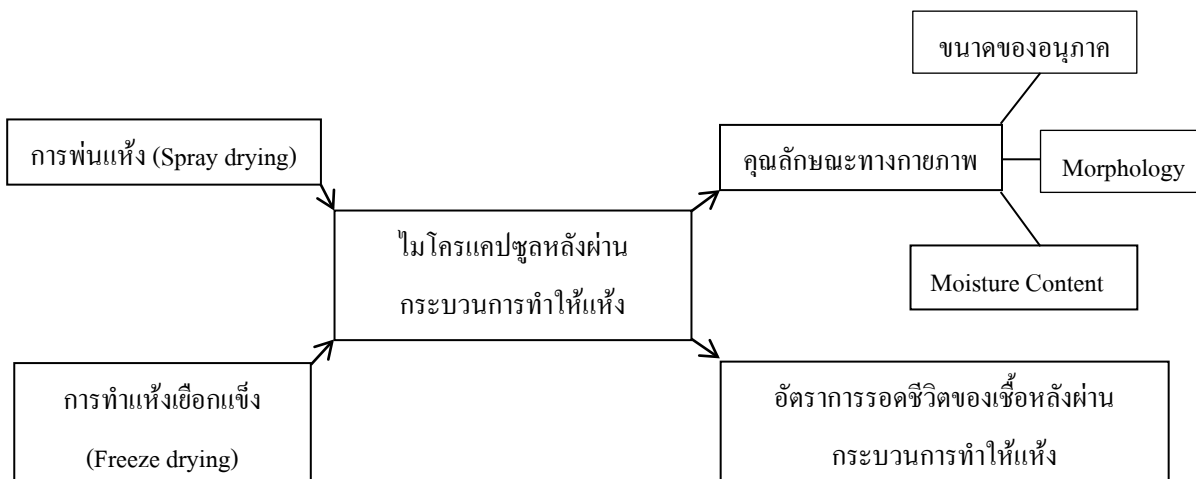 ขนาดของอนุภาค
การพ่นแห้ง (Spray drying)
คุณลักษณะทางกายภาพ
Morphology
ไมโครแคปซูลหลังผ่าน
กระบวนการทำให้แห้ง
Moisture Content
การทำแห้งเยือกแข็ง
(Freeze drying)
อัตราการรอดชีวิตของเชื้อหลังผ่าน
กระบวนการทำให้แห้ง